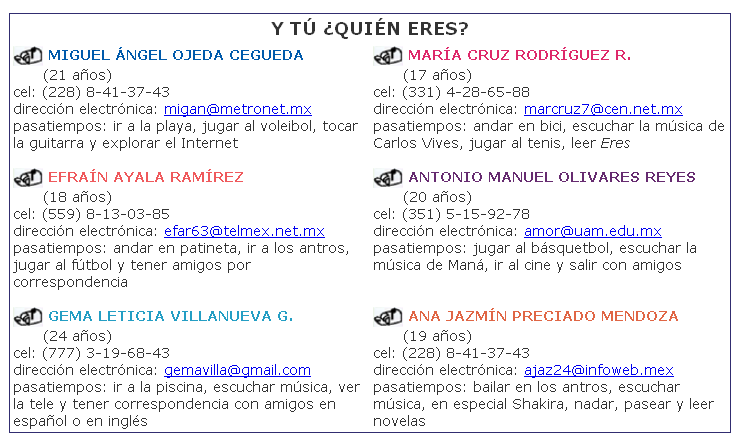 Y TÚ ¿QUIÉN ERES?
MIGUEL ÁNGEL OJEDA CEGUEDA
(21 años)
cel: (228) 8-41-37-43
dirección electrónica: migan@metronet.mx
pasatiempos: ir a la playa, jugar al voleibol, tocar
la guitarra y explorar el Internet
MARÍA CRUZ RODRÍGUEZ R.
(17 años)
cel: (331) 4-28-65-88
dirección electrónica: marcruz7@cen.net.mx
pasatiempos: andar en bici, escuchar la música de
Carlos Vives, jugar al tenis, leer Eres
EFRAÍN AYALA RAMÍREZ
(18 años)
cel: (559) 8-13-03-85
dirección electrónica: efar63@telmex.net.mx
pasatiempos: andar en patineta, ir a los antros,
jugar al fútbol y tener amigos por
correspondencia
ANTONIO MANUEL OLIVARES REYES
(20 años)
cel: (351) 5-15-92-78
dirección electrónica: amor@uam.edu.mx
pasatiempos: jugar al básquetbol, escuchar la
música de Maná, ir al cine y salir con amigos
GEMA LETICIA VILLANUEVA G.
(24 años)
cel: (777) 3-19-68-43
dirección electrónica: gemavilla@gmail.com
pasatiempos: ir a la piscina, escuchar música, ver
la tele y tener correspondencia con amigos en
español o en inglés
ANA JAZMÍN PRECIADO MENDOZA
(19 años)
cel: (228) 8-41-37-43
dirección electrónica: ajaz24@infoweb.mex
pasatiempos: bailar en los antros, escuchar
música, en especial Shakira, nadar, pasear y leer
novelas